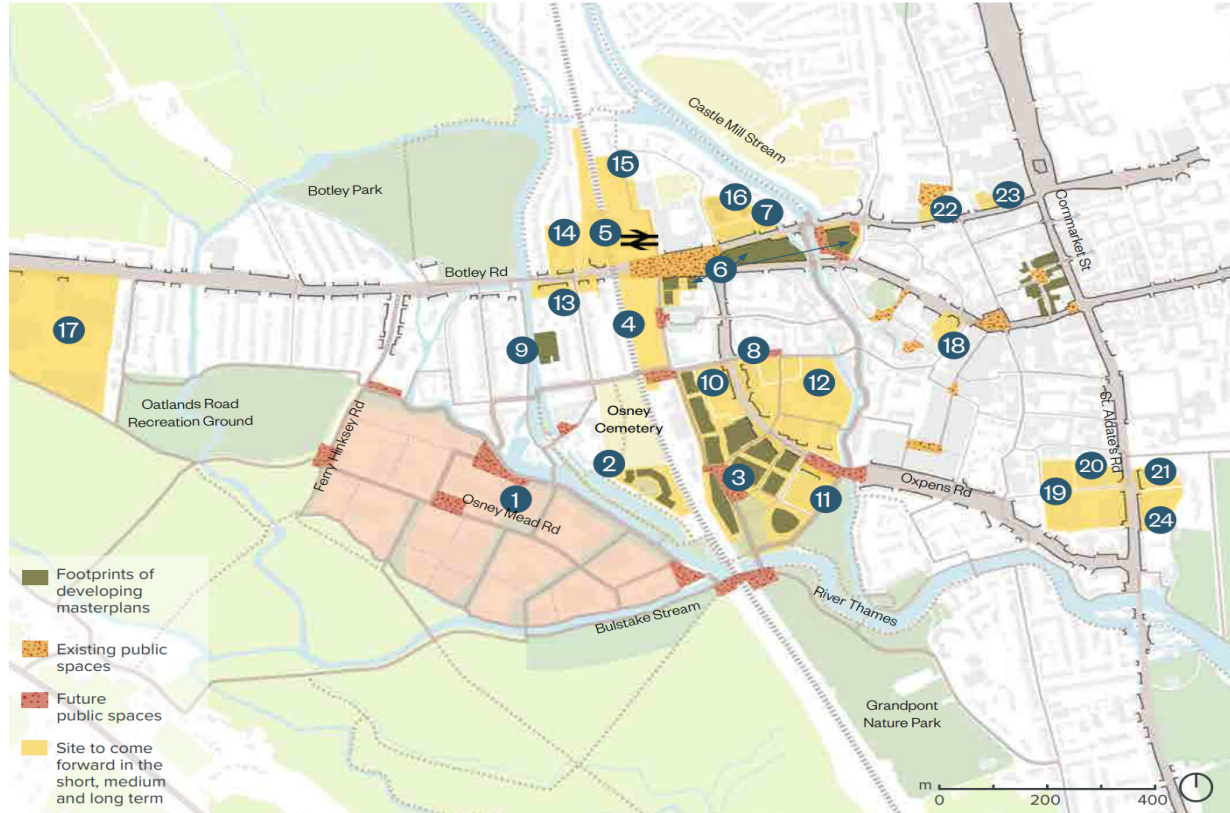 Castle Mill Stream
Botley Park
15
16
7
22
23
Cornmarket St
14
5
Botley Rd
6
13
17
4
18
9
8
10
12
Oatlands Road
Recreation Ground
Ferry Hinksey Rd
Osney
Cemetery
St. Aldate's Rd
2
3
11
Oxpens Rd
20
21
19
24
1
Osney Mead Rd
Bulstake Stream
River Thames
Grandpont
Nature Park
Footprints of
developing
masterplans
Existing public
spaces
Future
public spaces
Site to come
forward in the
short, medium
and long term
m
0 200 400